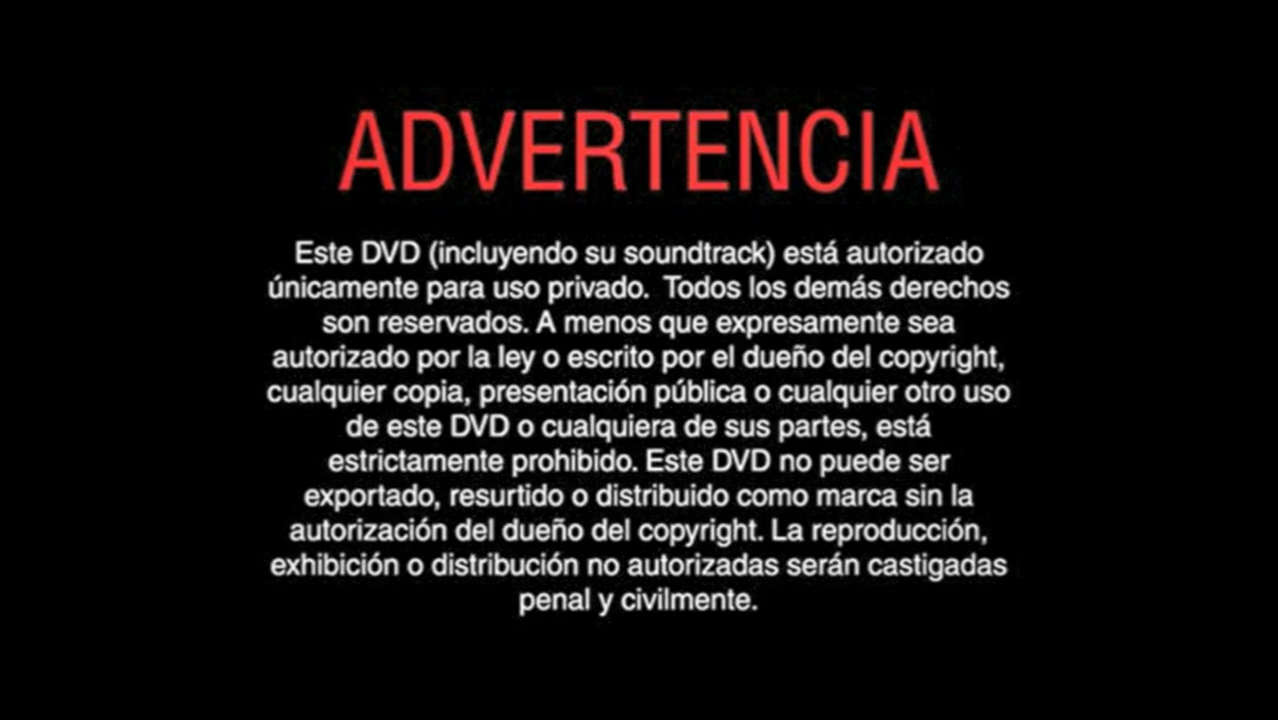 ADVERTENCIA
Este DVD (incluyendo su soundtrack) está autorizado
únicamente para uso privado.  Todos los demás derechos
son reservados. A menos que expresamente sea
autorizado por la ley o escrito por el dueño del copyright,
cualquier copia, presentación pública o cualquier otro uso
de este DVD o cualquiera de sus partes, está
estrictamente prohibido. Este DVD no puede ser
exportado, resurtido o distribuido como marca sin la
autorización del dueño del copyright. La reproducción,
exhibición o distribución no autorizadas serán castigadas
penal y civilmente.